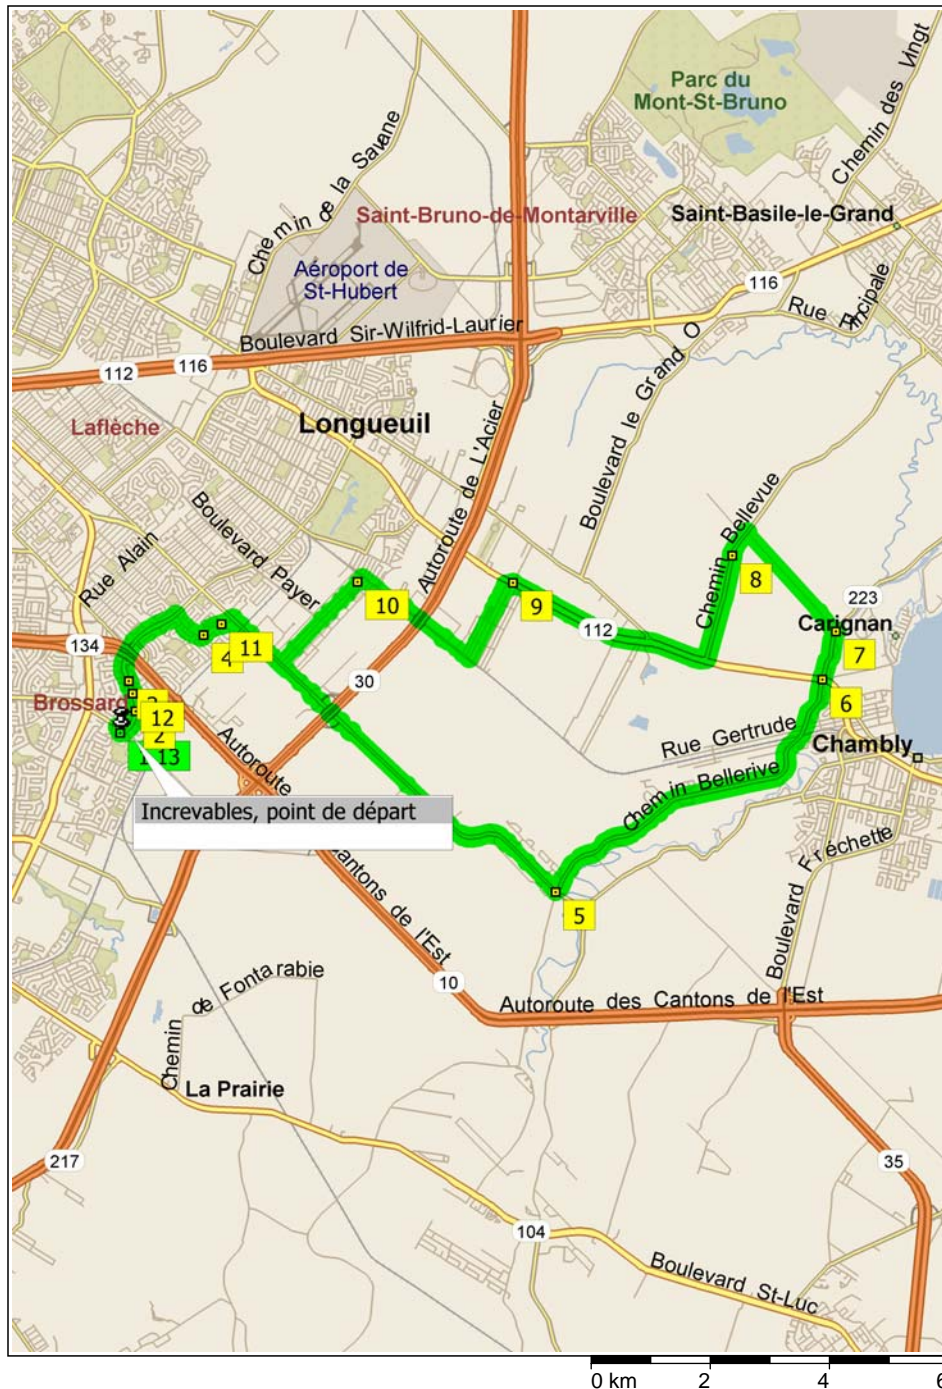 Parc du
Mont-St-Bruno
Chemin des Vingt
Chemin de la Savane
Saint-Bruno-de-Montarville
Saint-Basile-le-Grand
Aéroport de
St-Hubert
116
Rue Principale
Boulevard Sir-Wilfrid-Laurier
112
116
Boulevard le Grand O
Laflèche
Longueuil
Autoroute de L'Acier
Boulevard Payer
Rue Alain
Chemin Bellevue
8
10
9
223
112
Carignan
134
4
11
7
30
Brossard
6
12
2
Rue Gertrude
Chambly
13
Autoroute des Cantons de l'Est
Chemin Bellerive
Increvables, point de départ
Boulevard Fréchette
5
Chemin de Fontarabie
10
Autoroute des Cantons de l'Est
La Prairie
217
35
104
Boulevard St-Luc
0 km 2 4 6